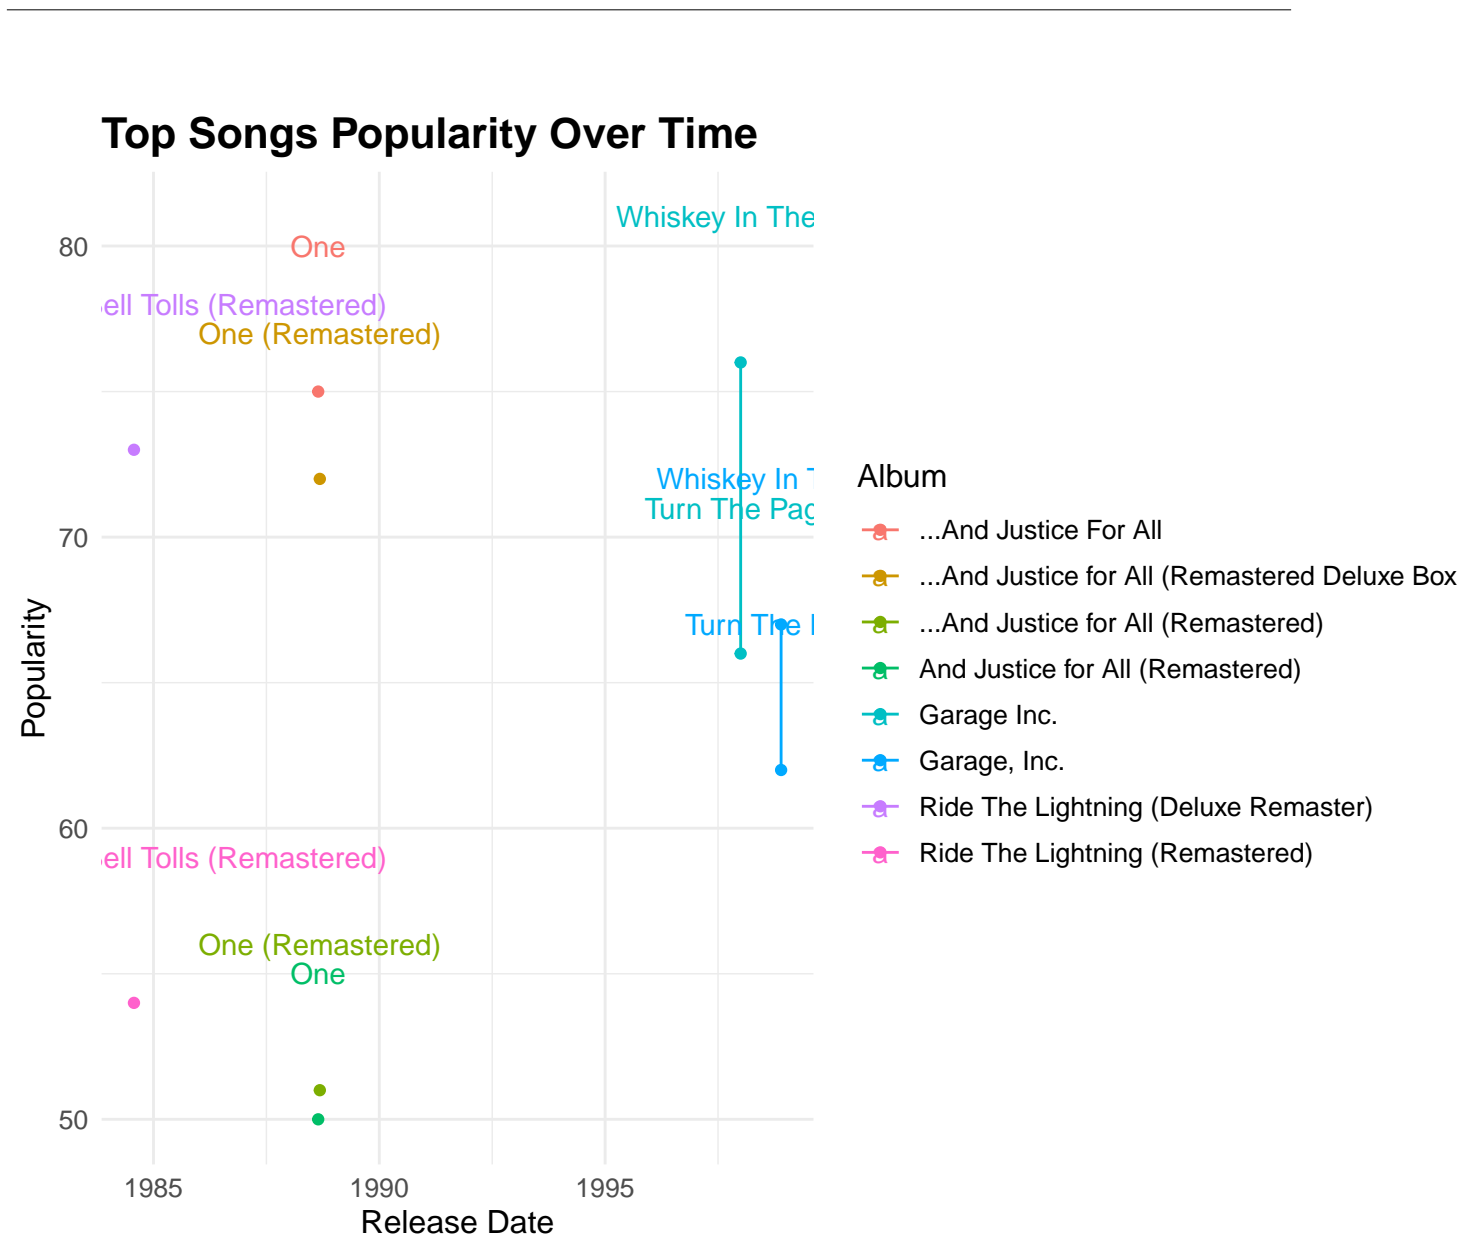 Top Songs Popularity Over Time
Whiskey In The
80
One
ell Tolls (Remastered)
One (Remastered)
Whiskey In T
Turn The Pag
70
Turn The
Popularity
60
ell Tolls (Remastered)
One (Remastered)
One
50
1985 1990 1995
Release Date
Album
a ...And Justice For All
a ...And Justice for All (Remastered Deluxe Box
a ...And Justice for All (Remastered)
a And Justice for All (Remastered)
a Garage Inc.
a Garage, Inc.
a Ride The Lightning (Deluxe Remaster)
a Ride The Lightning (Remastered)